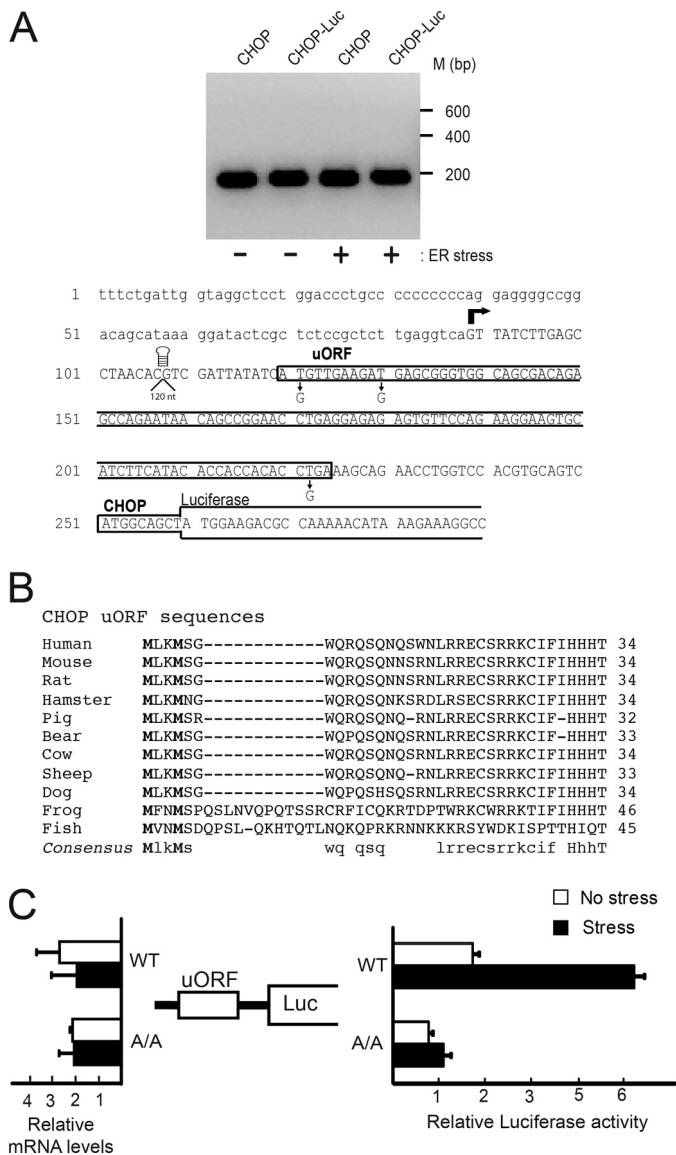 A
CHOP CHOP-Luc CHOP CHOP-Luc
M (bp)
600
400
200
− − + + : ER stress
1 tttctgattg gtaggctcct ggaccctgcc cccccccccag gaggggccgg
51 acagcataaa ggatactcgc tctccgctct tgaggtcaGT TATCTTGAGC
uORF
101 CTAACACGTC GATTATATCA TGTTGAAGAT GAGCGGGTGG CAGCGACAGA
120 nt G G
151 GCCAGAATAA CAGCCGGAAC CTGAGGAGAG AGTGTTCCAG AAGGAAGTGC
201 ATCTTCATAC ACCACCACAC CTGAAAGCAG AACCTGGTCC ACGTGCAGTC
G
CHOP Luciferase
251 ATGGCAGCTA TGGAAGACGC CAAAAACATA AAGAAAGGCC
B
CHOP uORF sequences
Human MLKMSG-------------WQRQSQNQSWNLRRECSRRKCIFIHHHT 34
Mouse MLKMSG-------------WQRQSQNNSRNLRRECSRRKCIFIHHHT 34
Rat MLKMSG-------------WQRQSQNNSRNLRRECSRRKCIFIHHHT 34
Hamster MLKMNG-------------WQRQSQNKSRDLRSECSRRKCIFIHHHT 34
Pig MLKMSR-------------WQRQSQNQ-RNLRRECSRRKCIF-HHHT 32
Bear MLKMSG-------------WQPQSQNQSRNLRRECSRRKCIF-HHHT 33
Cow MLKMSG-------------WQRQSQNQSRNLRRECSRRKCIFIHHHT 34
Sheep MLKMSG-------------WQRQSQNQ-RNLRRECSRRKCIFIHHHT 33
Dog MLKMSG-------------WQPQSHSQSRNLRRECSRRKCIFIHHHT 34
Frog MFNMSPQSLNVQPQTSSRCRFICQKRTDPTWRKCWRRKTIFIHHHT 46
Fish MVNMSDQPSL-QKHTQTLNQKQPRKRNNKKKRSYWDKISPTTHIQT 45
Consensus MlkMs wq qsq lrrecsrrkcif HhhT
C
No stress
Stress
WT
A/A
uORF
Luc
WT
A/A
4 3 2 1
Relative
mRNA levels
1 2 3 5 6
Relative Luciferase activity